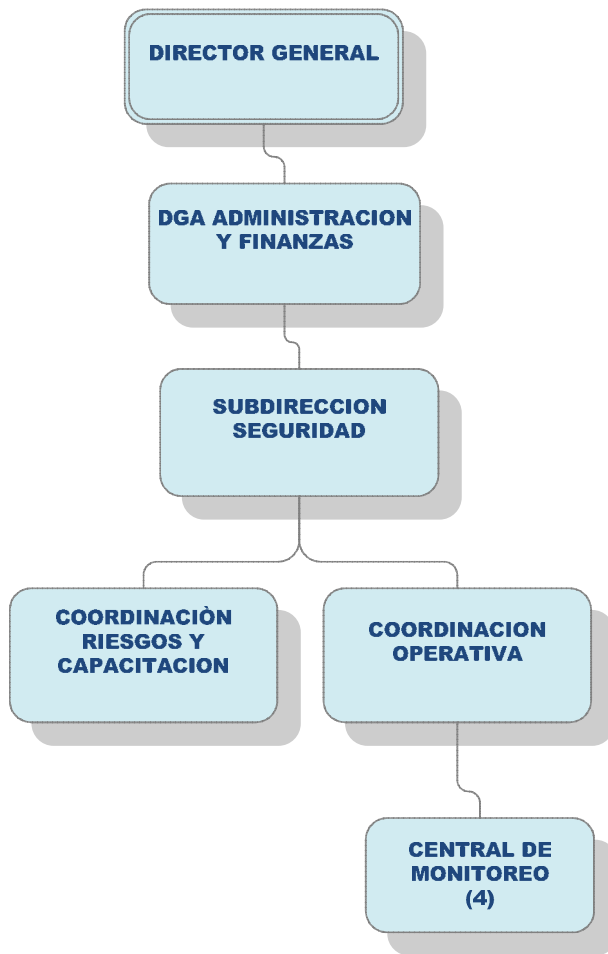 DIRECTOR GENERAL
DGA ADMINISTRACION
Y FINANZAS
SUBDIRECCION
SEGURIDAD
COORDINACIÒN
RIESGOS Y
CAPACITACION
COORDINACION
OPERATIVA
CENTRAL DE
MONITOREO
(4)